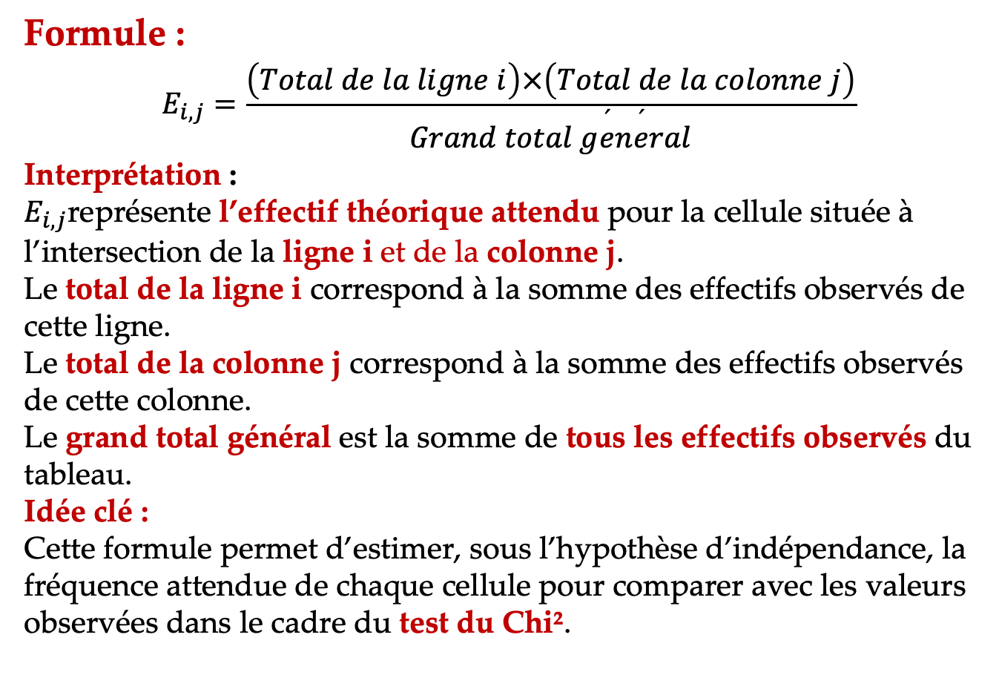 Formule :
E_{i,j} = \frac{(Total de la ligne i)×(Total de la colonne j)}{Grand total général}
Interprétation :
E_{i,j}représente l’effectif théorique attendu pour la cellule située à
l’intersection de la ligne i et de la colonne j.
Le total de la ligne i correspond à la somme des effectifs observés de
cette ligne.
Le total de la colonne j correspond à la somme des effectifs observés
de cette colonne.
Le grand total général est la somme de tous les effectifs observés du
tableau.
Idée clé :
Cette formule permet d’estimer, sous l’hypothèse d’indépendance, la
fréquence attendue de chaque cellule pour comparer avec les valeurs
observées dans le cadre du test du Chi².